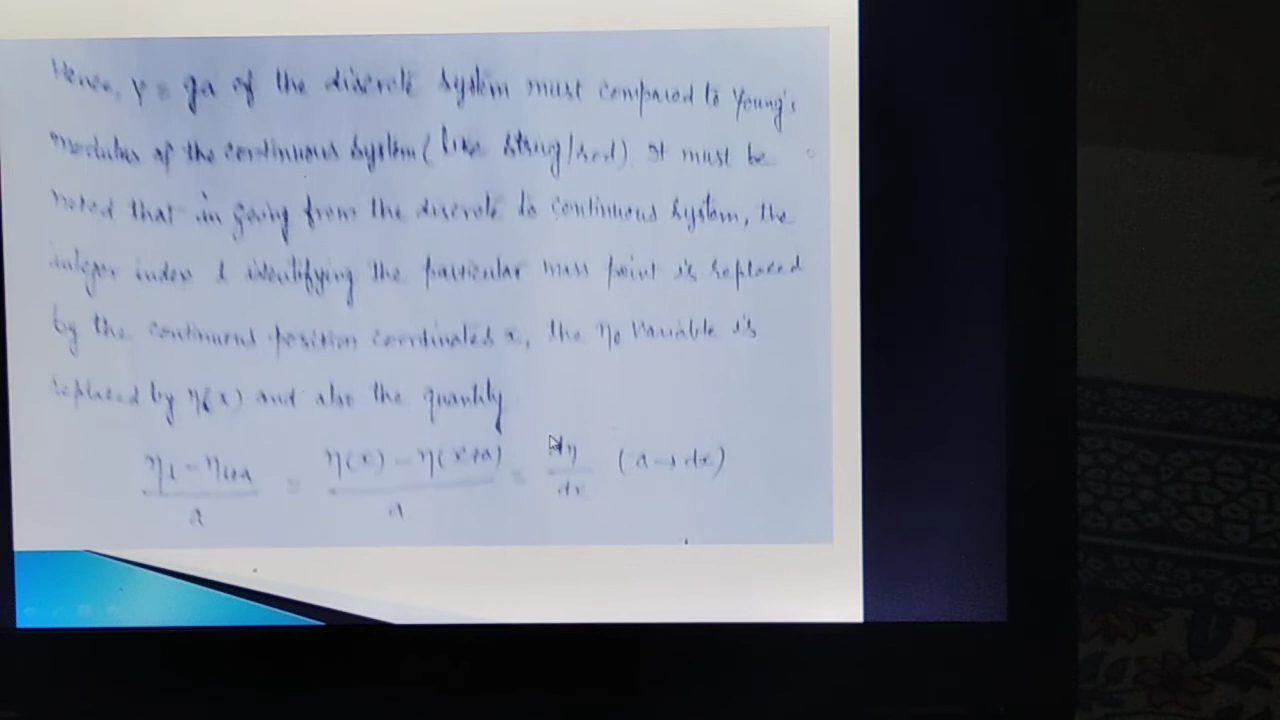 Hence, Y = ga of the discrete system must compared to Young's
modulus of the continuous system (like string/rod). It must be
noted that in going from the discrete to continuous system, the
integer index i identifying the particular mass point is replaced
by the continuous position coordinates x, the η variable is
replaced by η(x) and also the quantity
(ηi - ηi+a)/a = (η(x) - η(x+a))/a = dη/dx (a→dx)